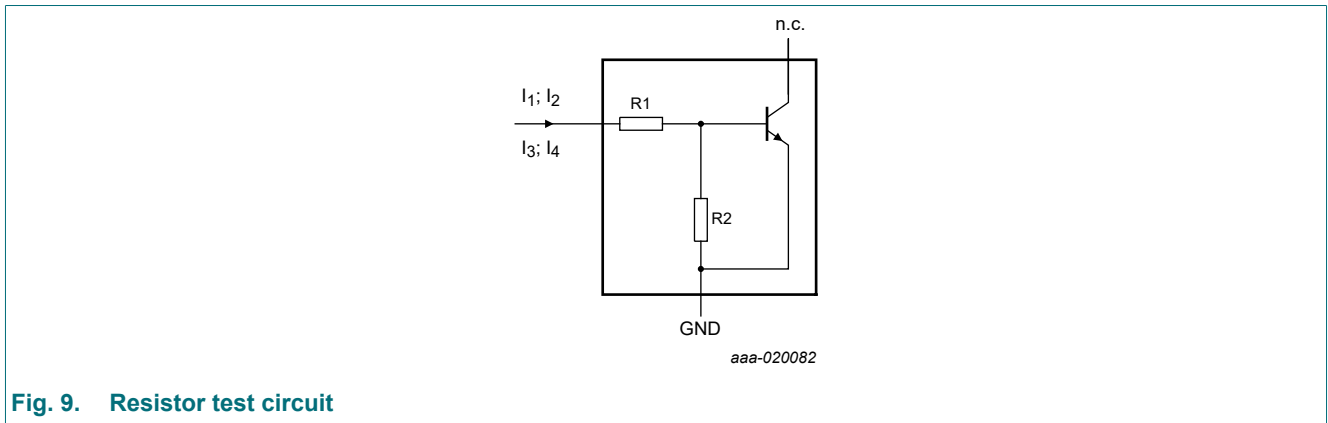 n.c.
I1; I2
R1
I3; I4
R2
GND
aaa-020082
Fig. 9. Resistor test circuit